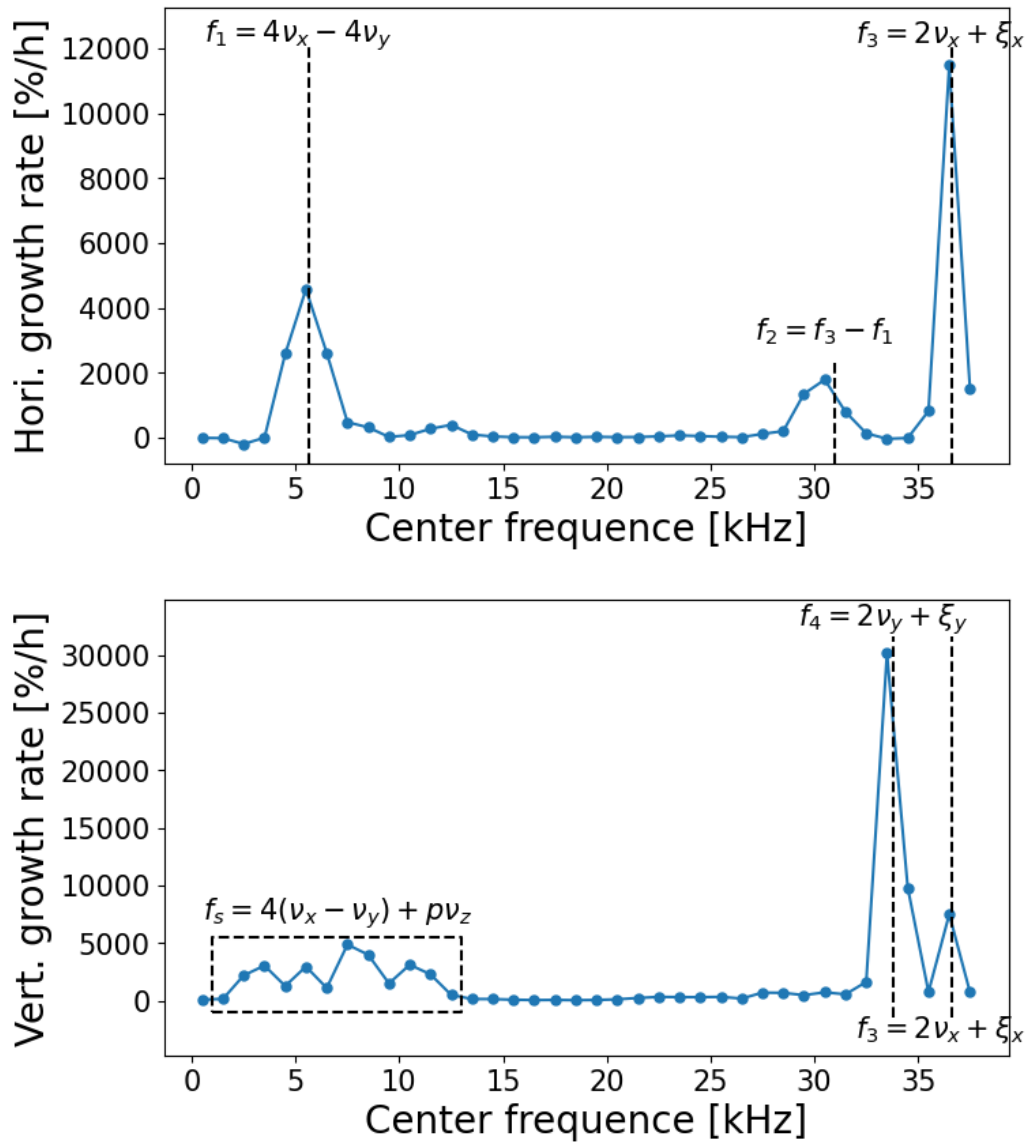 f₁ = 4νₓ − 4νᵧ
f₃ = 2νₓ + ξₓ
12000
10000
8000
6000
4000
2000
0
Hori. growth rate [%/h]
f₂ = f₃ − f₁
0 5 10 15 20 25 30 35
Center frequence [kHz]
f₄ = 2νᵧ + ξᵧ
30000
25000
20000
15000
10000
5000
0
Vert. growth rate [%/h]
fₛ = 4(νₓ − νᵧ) + pν_z
f₃ = 2νₓ + ξₓ
0 5 10 15 20 25 30 35
Center frequence [kHz]